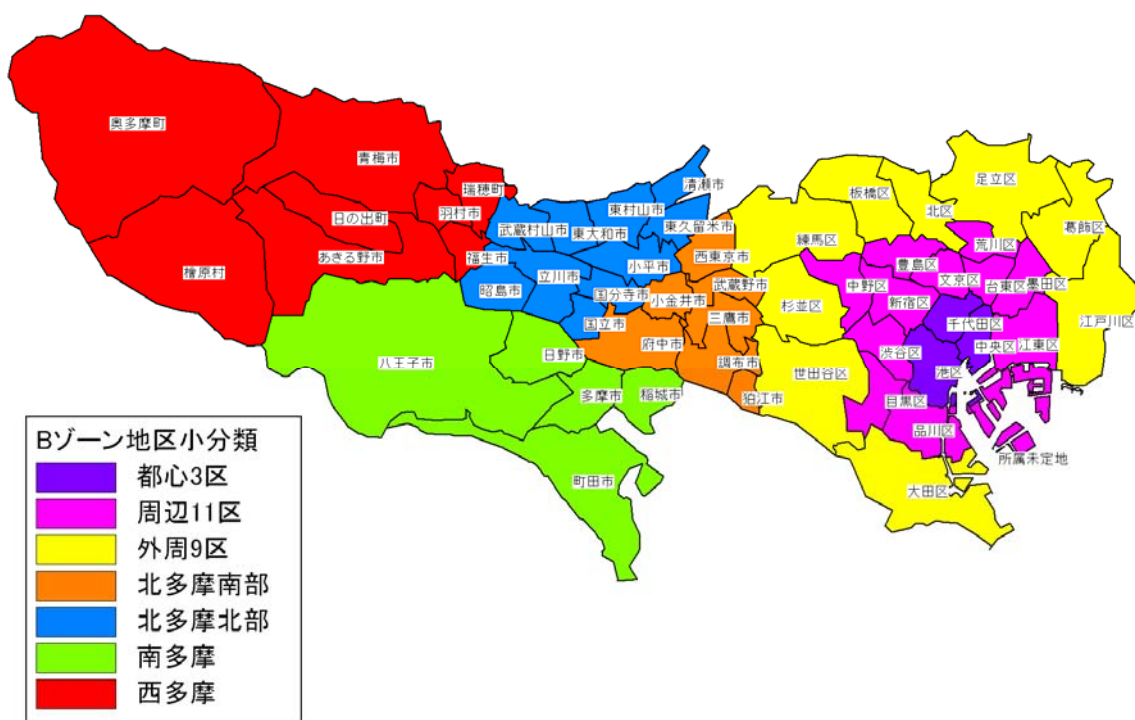 奥多摩町
青梅市
瑞穂町
羽村市
日の出町
あきる野市
福生市
檜原村
清瀬市
東村山市
東久留米市
武蔵村山市
東大和市
小平市
立川市
昭島市
国分寺市
国立市
西東京市
武蔵野市
小金井市
三鷹市
府中市
調布市
狛江市
八王子市
日野市
多摩市
稲城市
町田市
足立区
板橋区
北区
葛飾区
練馬区
荒川区
豊島区
文京区
台東区
墨田区
中野区
新宿区
杉並区
千代田区
江戸川区
中央区
江東区
渋谷区
港区
世田谷区
目黒区
品川区
所属未定地
大田区
Bゾーン地区小分類
都心3区
周辺11区
外周9区
北多摩南部
北多摩北部
南多摩
西多摩